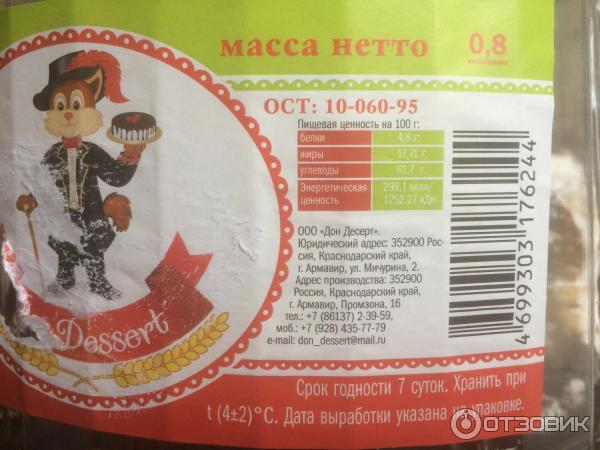 масса нетто 0,8
килограмма
ОСТ: 10-060-95
Пищевая ценность на 100 г:
белки 4,8 г;
жиры 17,71 г;
углеводы 61,7 г;
Энергетическая ценность 299,1 ккал/
1252,27 кДж.
ООО «Дон Десерт».
Юридический адрес: 352900 Рос-
сия, Краснодарский край,
г. Армавир, ул. Мичурина, 2.
Адрес производства: 352900
Россия, Краснодарский край,
г. Армавир, Промзона, 16
тел.: +7 (86137) 2-39-59,
моб.: +7 (928) 435-77-79
e-mail: don_dessert@mail.ru
4 699303 176244
Dessert
Срок годности 7 суток. Хранить при
t (4±2)°C. Дата выработки указана на упаковке.
ОТЗОВИК